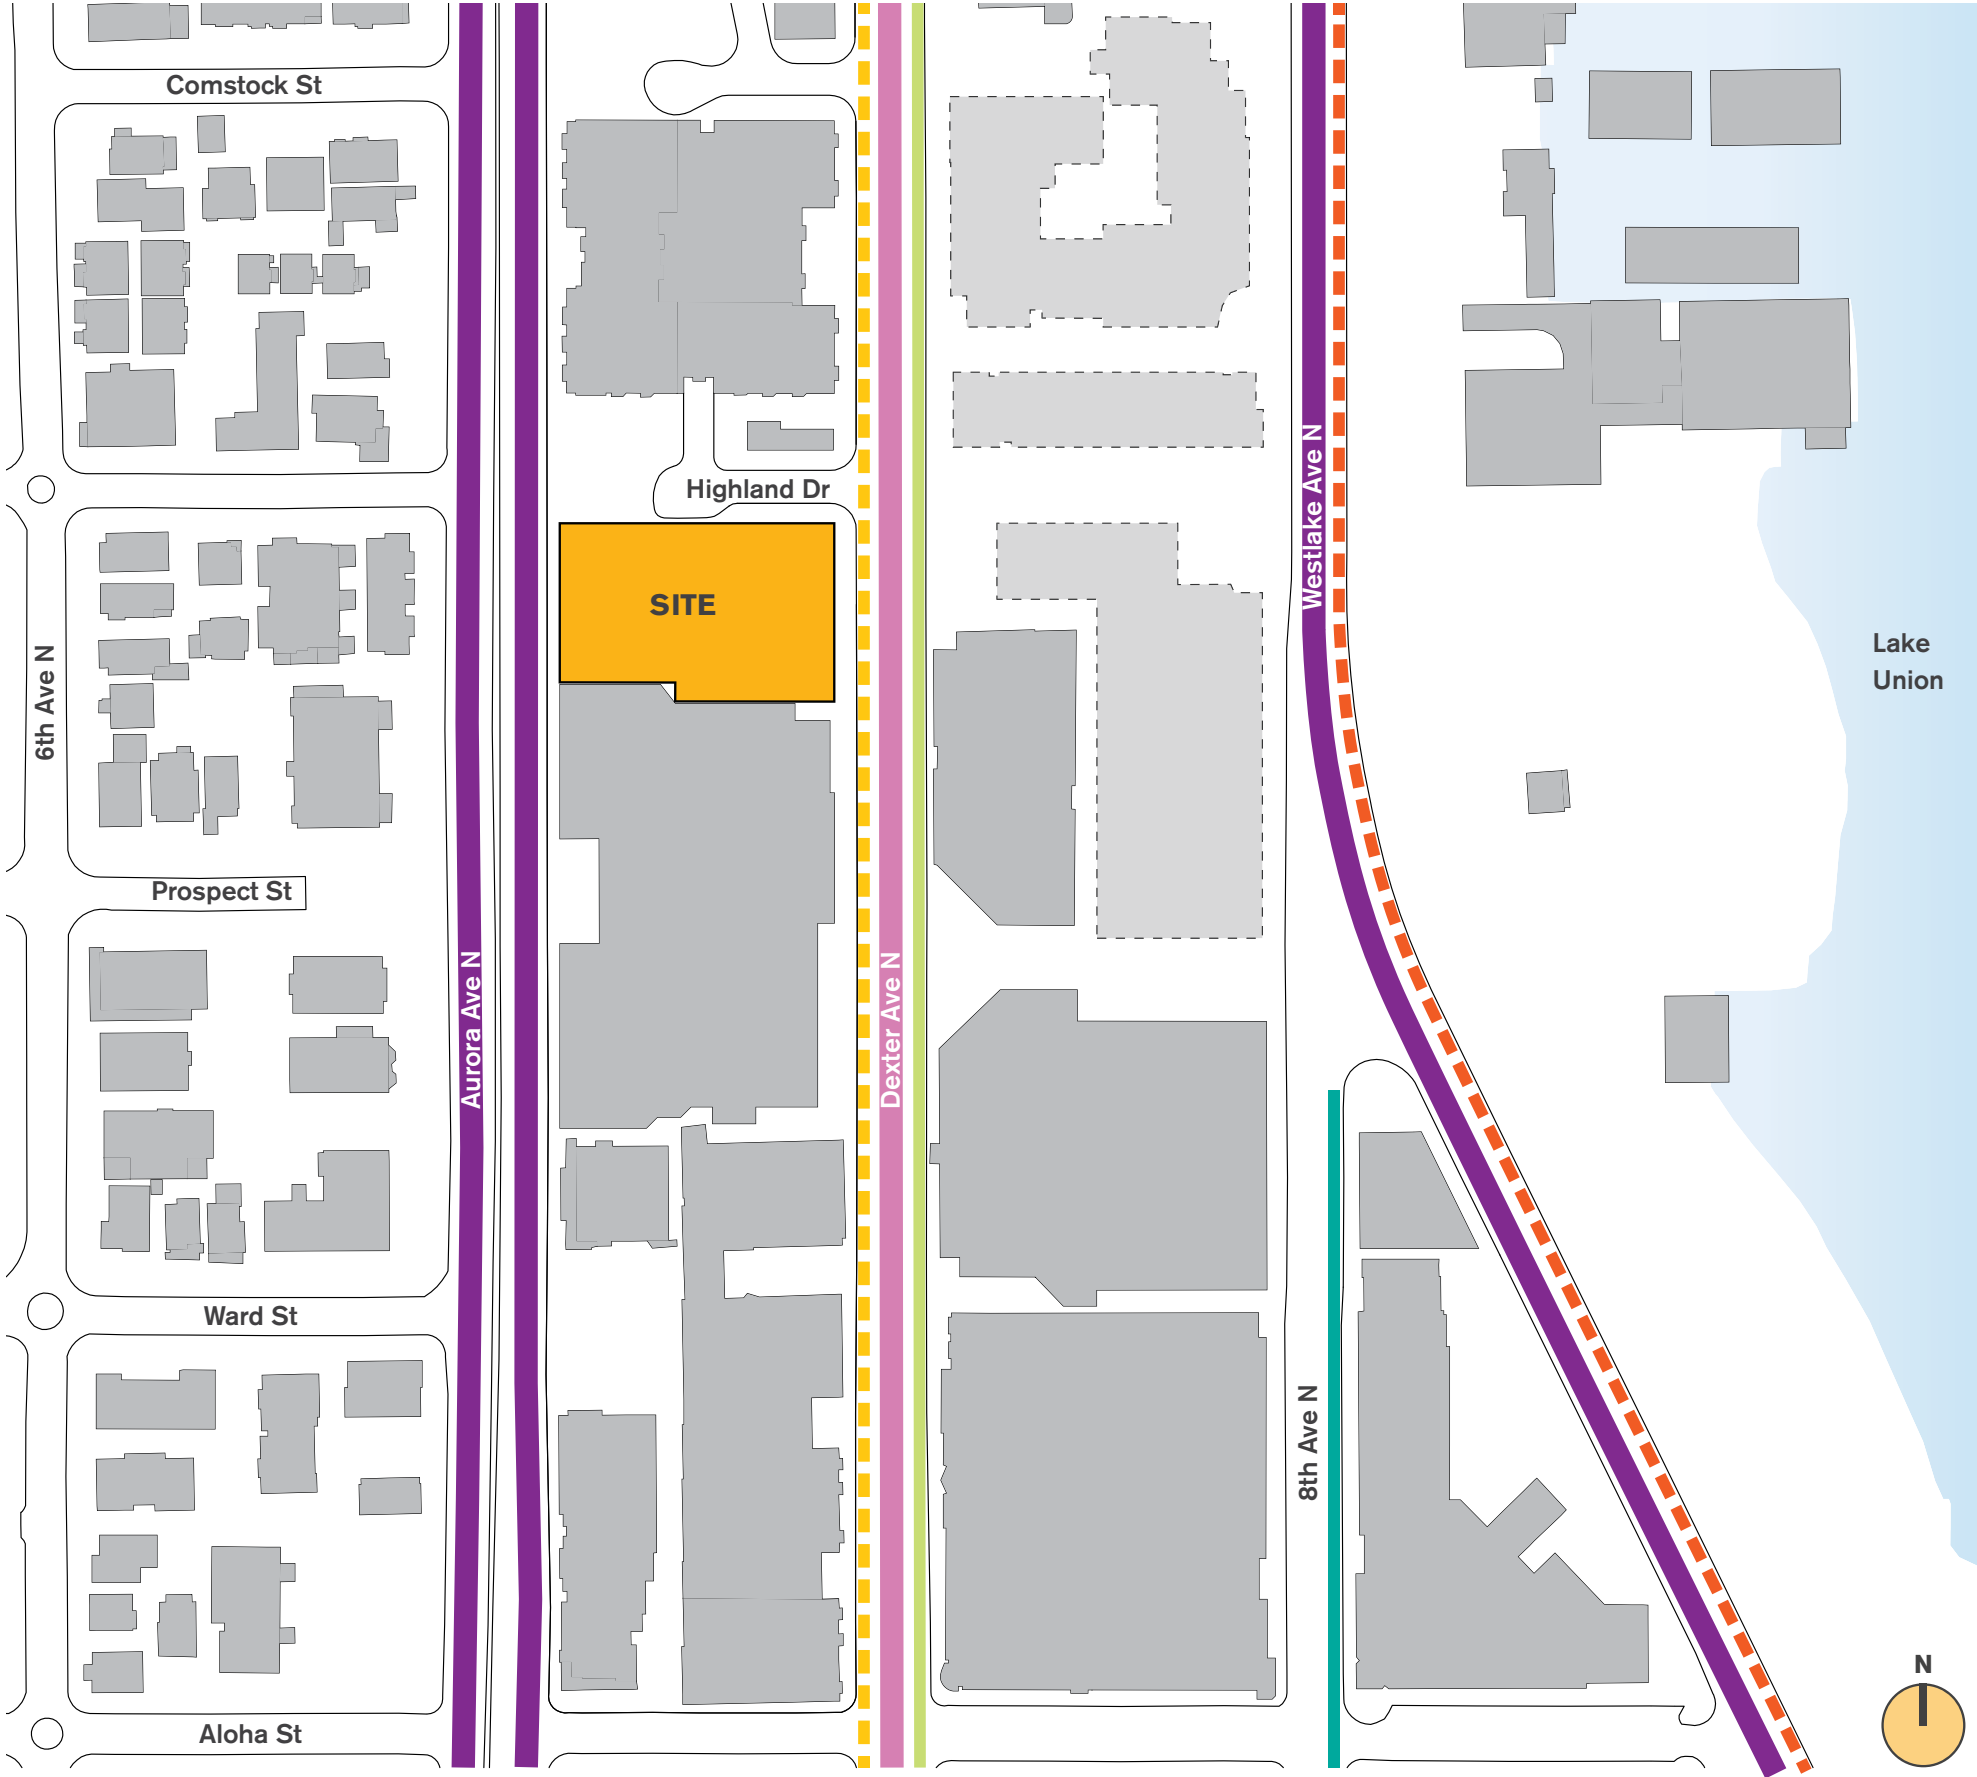 Comstock St
Highland Dr
Westlake Ave N
SITE
Lake
Union
6th Ave N
Prospect St
Aurora Ave N
Dexter Ave N
Ward St
8th Ave N
N
Aloha St